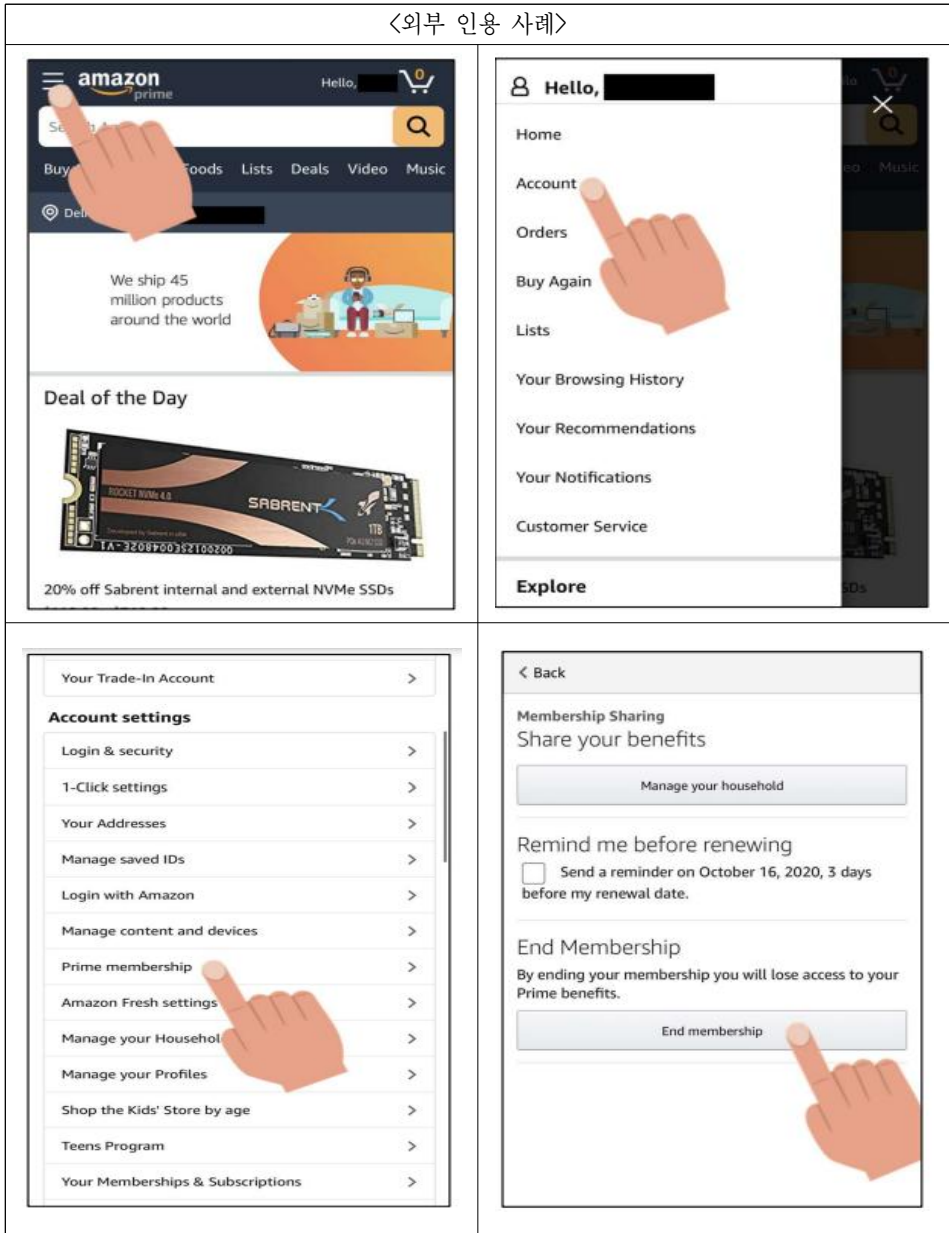 <외부 인용 사례>
amazon
prime
Hello,
0
Buy
Foods
Lists
Deals
Video
Music
We ship 45
million products
around the world
Deal of the Day
ROCKET NVMe 4.0
SABRENT
1TB
20% off Sabrent internal and external NVMe SSDs
Hello,
Home
Account
Orders
Buy Again
Lists
Your Browsing History
Your Recommendations
Your Notifications
Customer Service
Explore
Music
SDs
Your Trade-In Account
Account settings
Login & security
1-Click settings
Your Addresses
Manage saved IDs
Login with Amazon
Manage content and devices
Prime membership
Amazon Fresh settings
Manage your Househol
Manage your Profiles
Shop the Kids' Store by age
Teens Program
Your Memberships & Subscriptions
< Back
Membership Sharing
Share your benefits
Manage your household
Remind me before renewing
Send a reminder on October 16, 2020, 3 days
before my renewal date.
End Membership
By ending your membership you will lose access to your
Prime benefits.
End membership